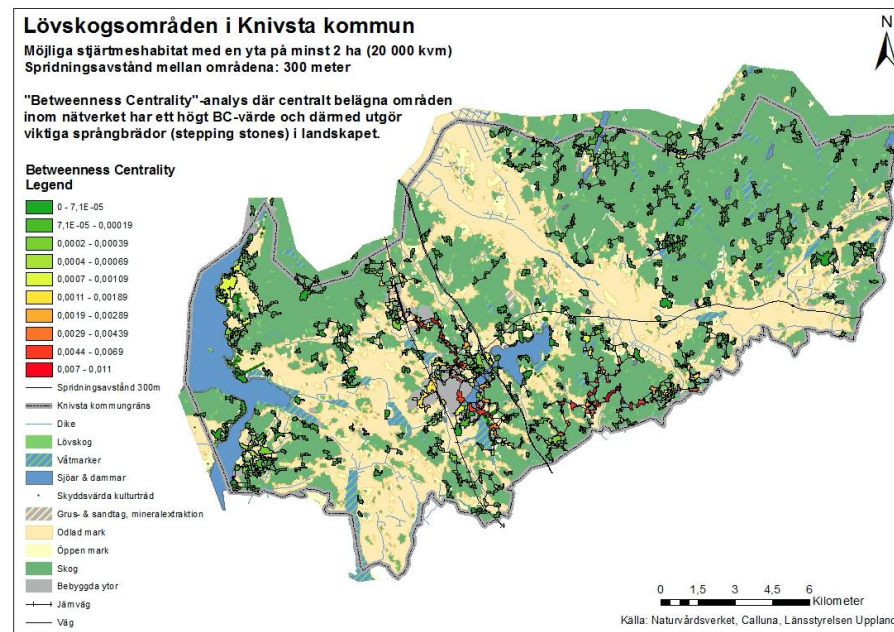 Lövskogsområden i Knivsta kommun
Möjliga stjärtmeshabitat med en yta på minst 2 ha (20 000 kvm)
Spridningsavstånd mellan områdena: 300 meter
"Betweenness Centrality"-analys där centralt belägna områden
inom nätverket har ett högt BC-värde och därmed utgör
viktiga språngbrädor (stepping stones) i landskapet.
N
Betweenness Centrality
Legend
0 - 7,1E-05
7,1E-05 - 0,00019
0,0002 - 0,00039
0,0004 - 0,00069
0,0007 - 0,00109
0,0011 - 0,00189
0,0019 - 0,00289
0,0029 - 0,00439
0,0044 - 0,0069
0,007 - 0,011
Spridningsavstånd 300m
Knivsta kommungräns
Dike
Lövskog
Våtmarker
Sjöar & dammar
Skyddsvärda kulturträd
Grus- & sandtag, mineralextraktion
Odlad mark
Öppen mark
Skog
Bebyggda ytor
Järnväg
Väg
0 1,5 3 4,5 6
Kilometer
Källa: Naturvårdsverket, Calluna, Länsstyrelsen Uppland